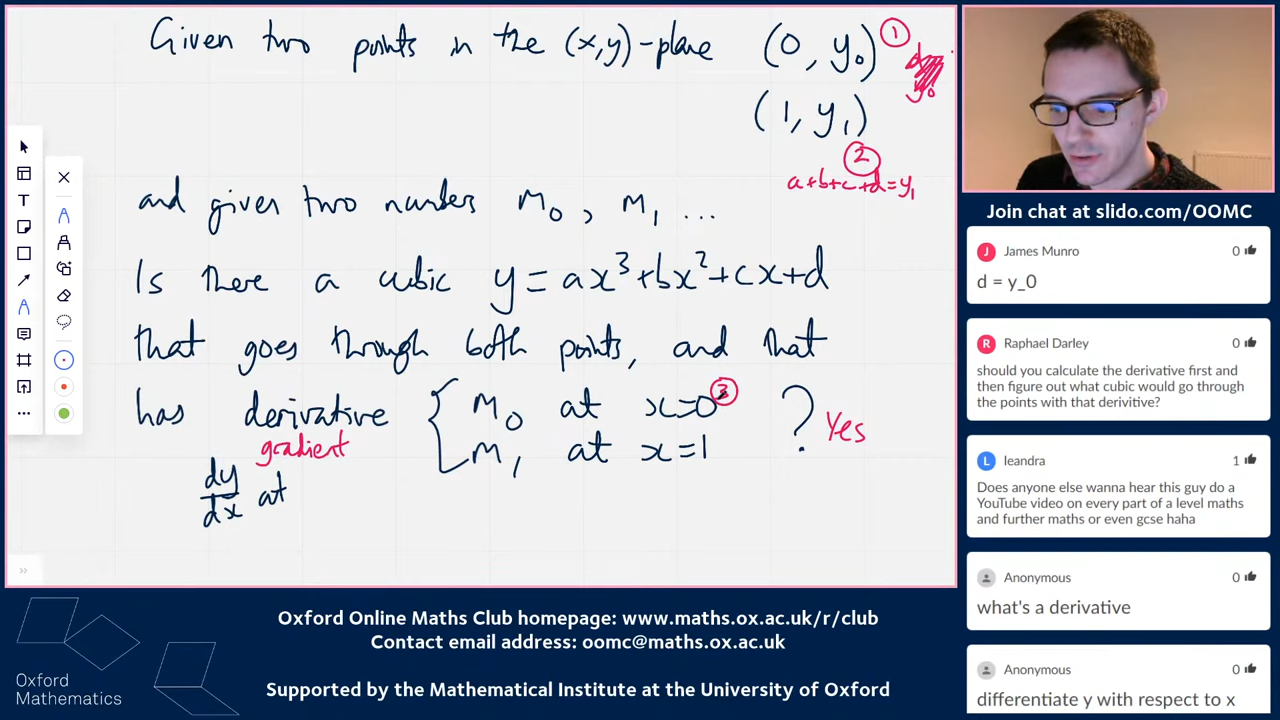 Given two points in the (x,y)-plane (0, y₀) ①
d=
y₀
(1, y₁)
②
a+b+c+d=y₁
and given two numbers m₀, m₁ ...
Is there a cubic y=ax³+bx²+cx+d
that goes through both points, and that
has derivative { m₀ at x=0 ③
gradient
m₁ at x=1 ? Yes
dy/dx at
T
Join chat at slido.com/OOMC
J James Munro 0
d = y_0
R Raphael Darley 0
should you calculate the derivative first and
then figure out what cubic would go through
the points with that derivitive?
L leandra 1
Does anyone else wanna hear this guy do a
YouTube video on every part of a level maths
and further maths or even gcse haha
Anonymous 0
what's a derivative
Anonymous 0
differentiate y with respect to x
Oxford
Mathematics
Oxford Online Maths Club homepage: www.maths.ox.ac.uk/r/club
Contact email address: oomc@maths.ox.ac.uk
Supported by the Mathematical Institute at the University of Oxford